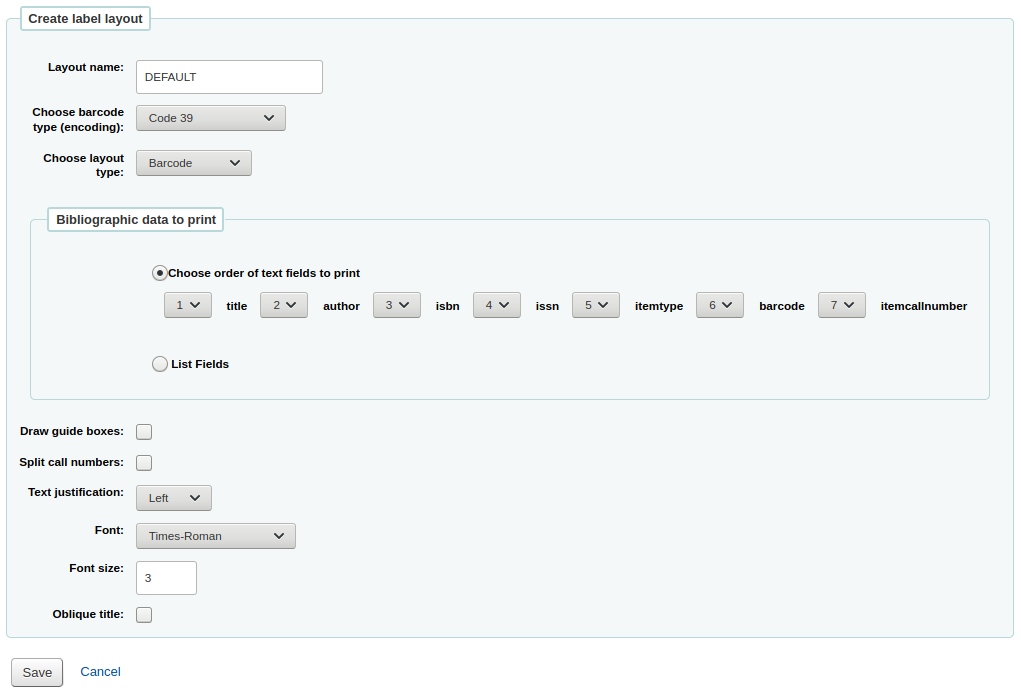 Create label layout
Layout name:
DEFAULT
Choose barcode
type (encoding):
Code 39
Choose layout
type:
Barcode
Bibliographic data to print
Choose order of text fields to print
1 title 2 author 3 isbn 4 issn 5 itemtype 6 barcode 7 itemcallnumber
List Fields
Draw guide boxes:
Split call numbers:
Text justification:
Left
Font:
Times-Roman
Font size:
3
Oblique title:
Save Cancel